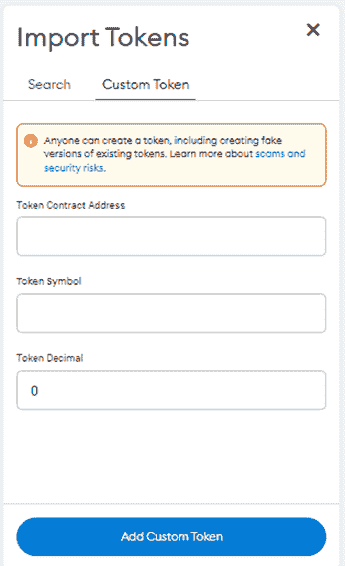 Import Tokens
Search Custom Token
Anyone can create a token, including creating fake
versions of existing tokens. Learn more about scams and
security risks.
Token Contract Address
Token Symbol
Token Decimal
0
Add Custom Token